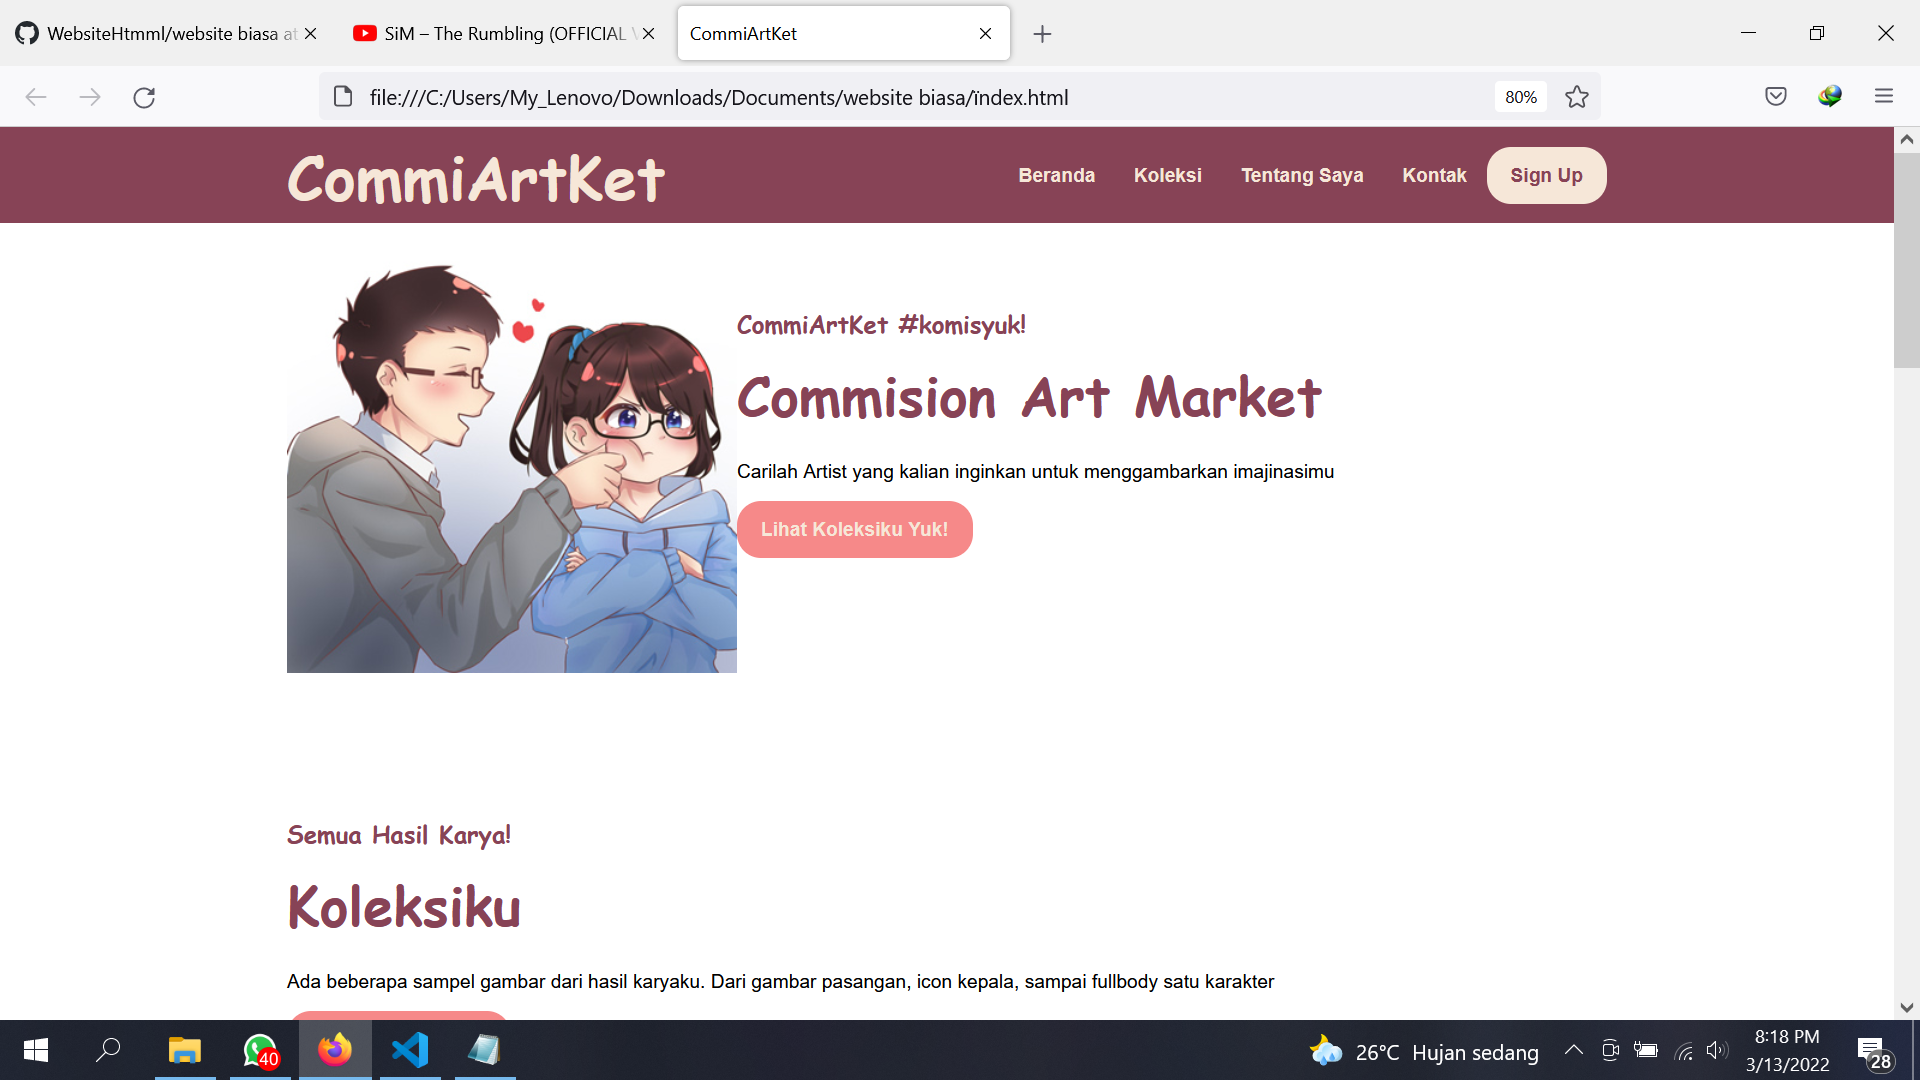 WebsiteHtmml/website biasa at
SiM – The Rumbling (OFFICIAL
CommiArtKet
file:///C:/Users/My_Lenovo/Downloads/Documents/website biasa/ïndex.html
80%
CommiArtKet
Beranda
Koleksi
Tentang Saya
Kontak
Sign Up
CommiArtKet #komisyuk!
Commision Art Market
Carilah Artist yang kalian inginkan untuk menggambarkan imajinasimu
Lihat Koleksiku Yuk!
Semua Hasil Karya!
Koleksiku
Ada beberapa sampel gambar dari hasil karyaku. Dari gambar pasangan, icon kepala, sampai fullbody satu karakter
40
26°C Hujan sedang
8:18 PM
3/13/2022
28